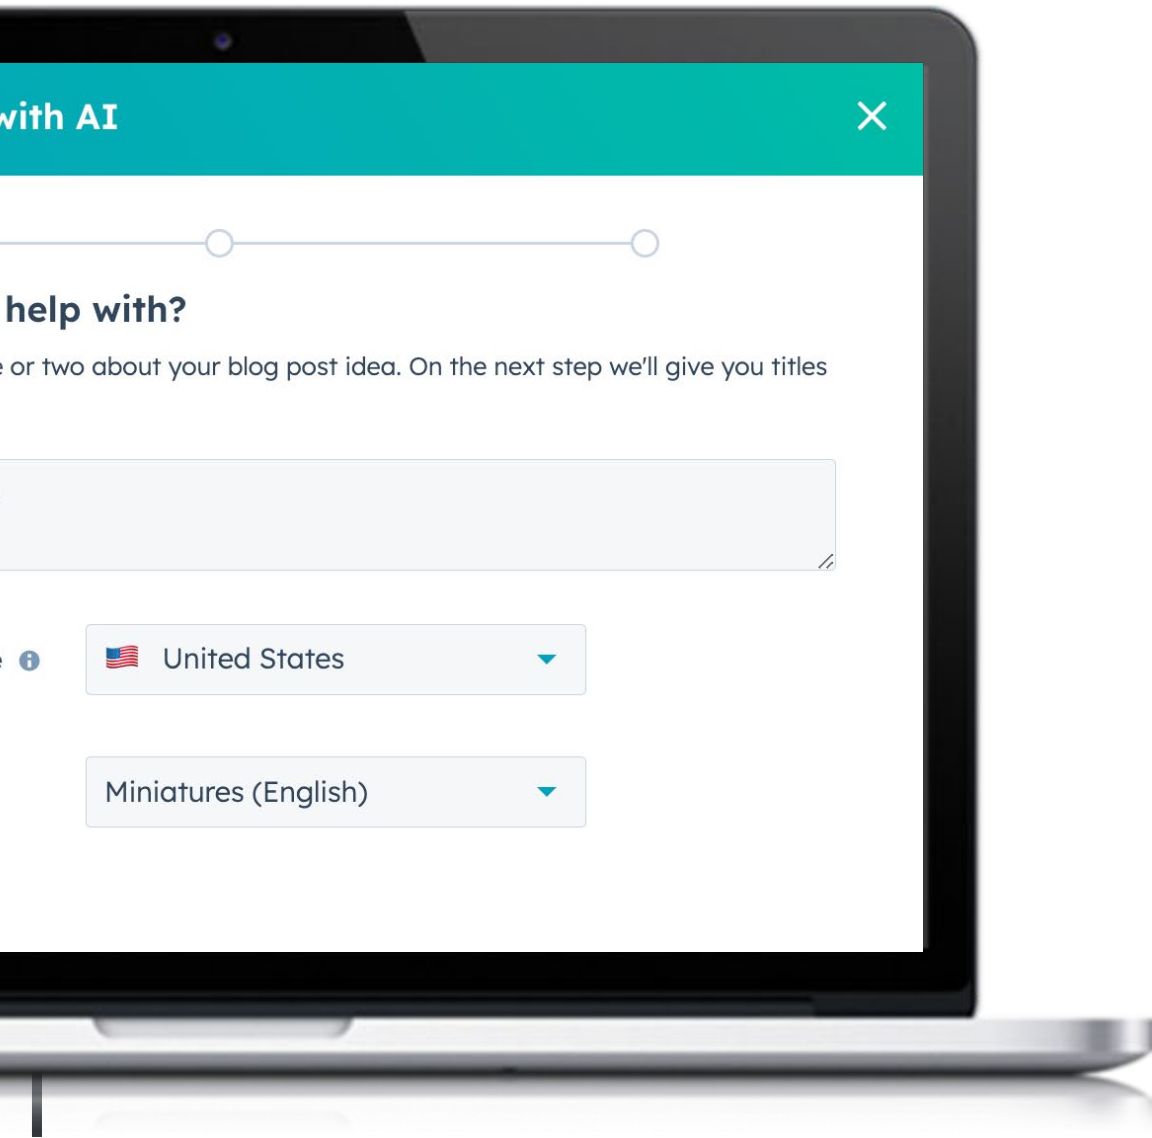 with AI
help with?
or two about your blog post idea. On the next step we'll give you titles
United States
Miniatures (English)